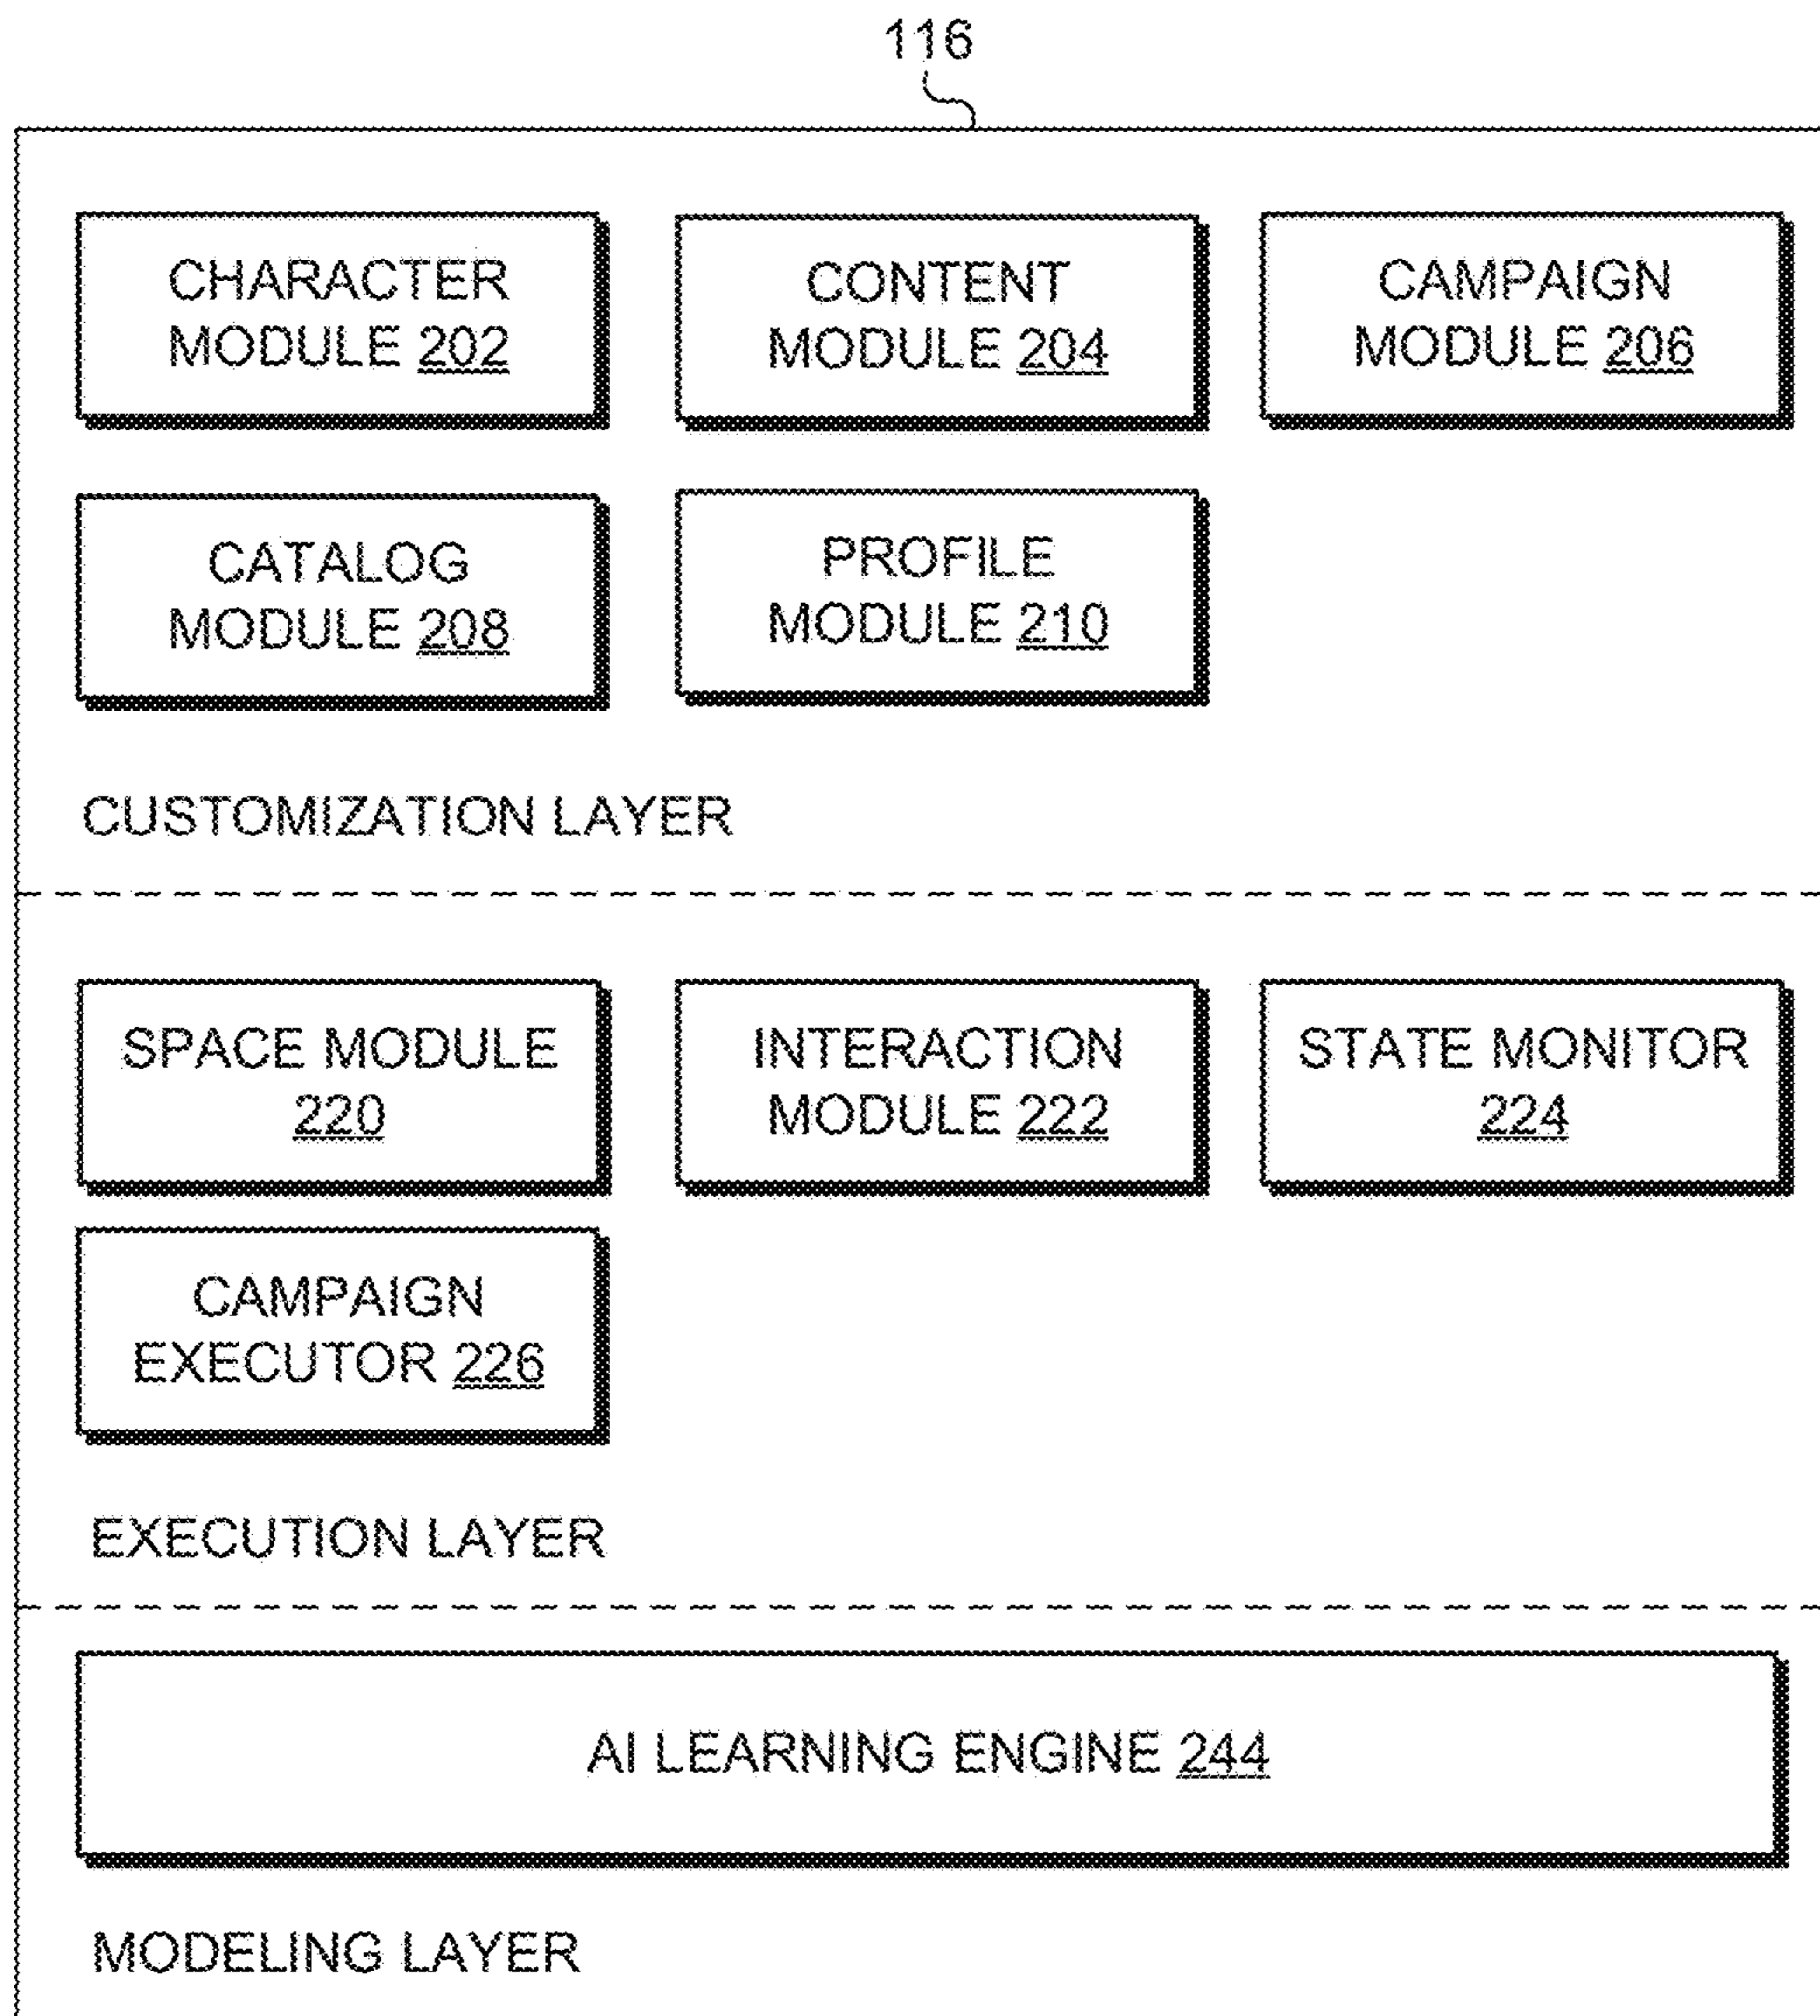 116
CHARACTER
MODULE 202
CONTENT
MODULE 204
CAMPAIGN
MODULE 206
CATALOG
MODULE 208
PROFILE
MODULE 210
CUSTOMIZATION LAYER
SPACE MODULE
220
INTERACTION
MODULE 222
STATE MONITOR
224
CAMPAIGN
EXECUTOR 226
EXECUTION LAYER
AI LEARNING ENGINE 244
MODELING LAYER